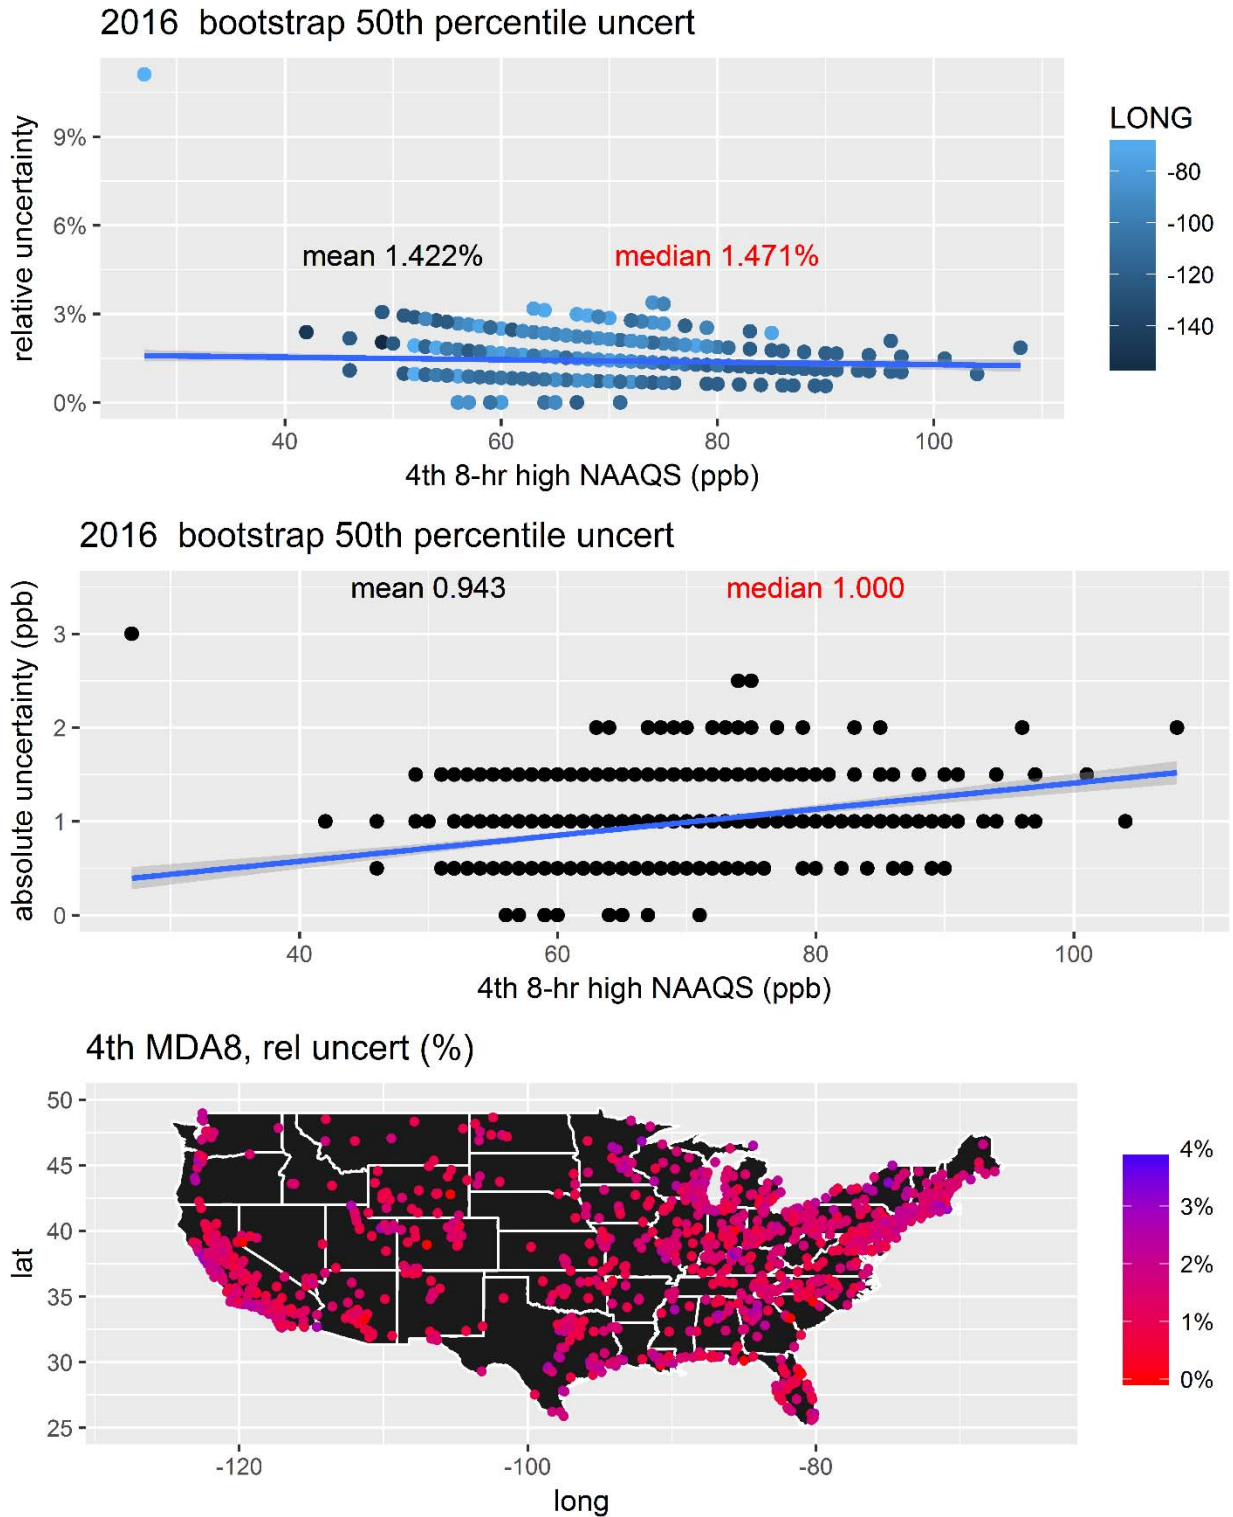 2016 bootstrap 50th percentile uncert
relative uncertainty
9%
6%
3%
0%
mean 1.422%
median 1.471%
40
60
80
100
4th 8-hr high NAAQS (ppb)
LONG
-80
-100
-120
-140
2016 bootstrap 50th percentile uncert
absolute uncertainty (ppb)
3
2
1
0
mean 0.943
median 1.000
40
60
80
100
4th 8-hr high NAAQS (ppb)
4th MDA8, rel uncert (%)
lat
50
45
40
35
30
25
-120
-100
-80
long
4%
3%
2%
1%
0%